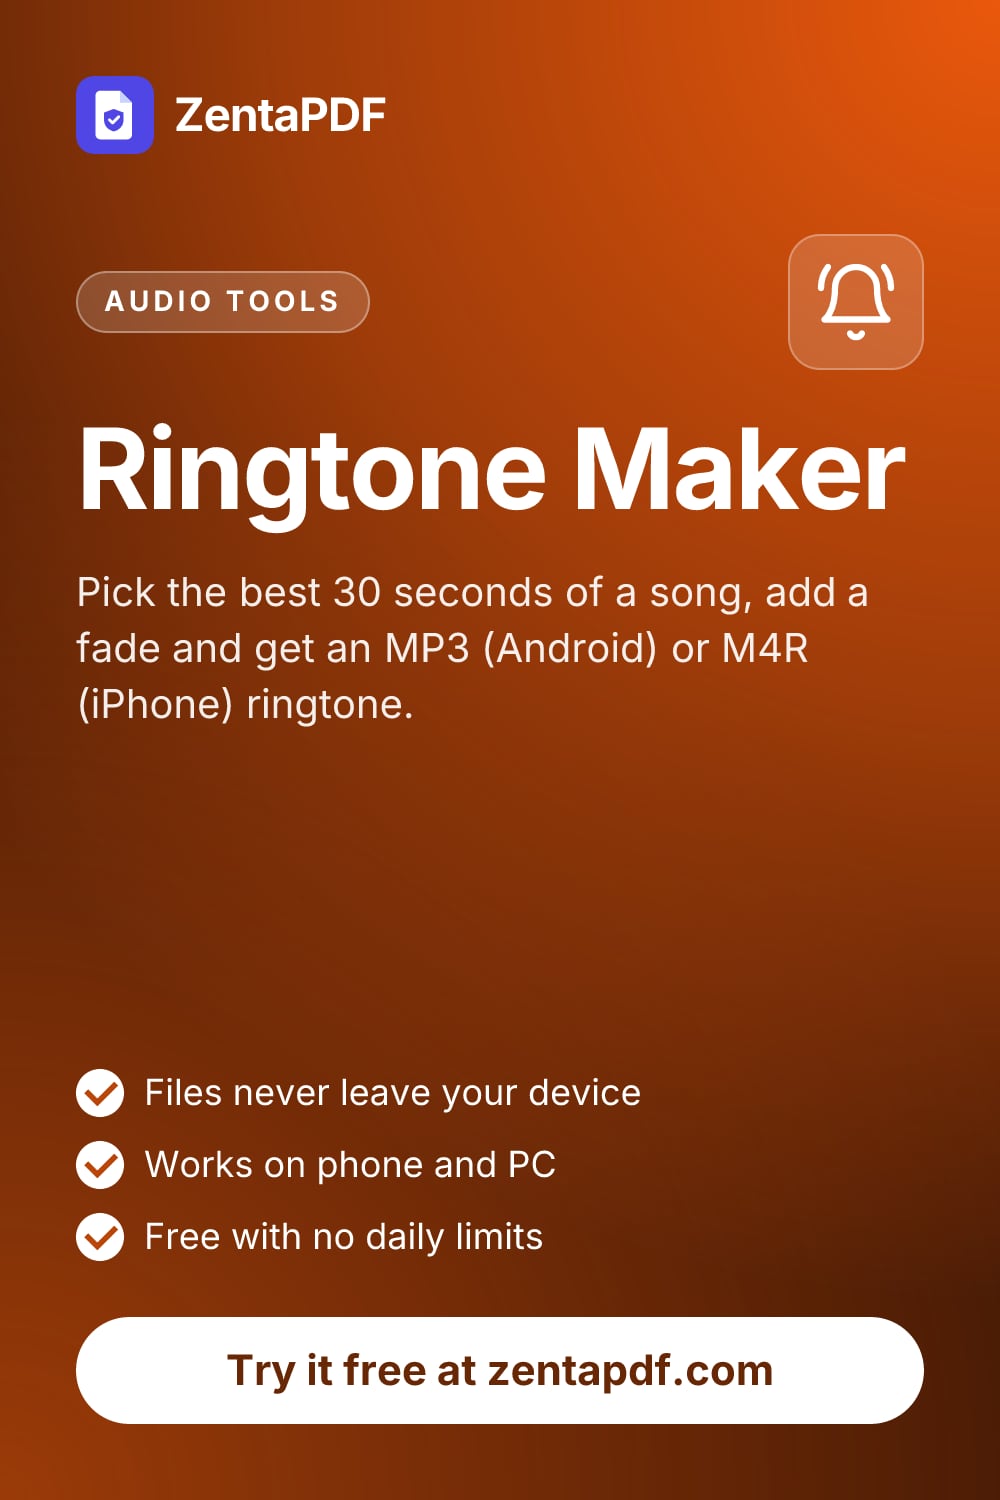 ZentaPDF
AUDIO TOOLS
Ringtone Maker
Pick the best 30 seconds of a song, add a
fade and get an MP3 (Android) or M4R
(iPhone) ringtone.
Files never leave your device
Works on phone and PC
Free with no daily limits
Try it free at zentapdf.com